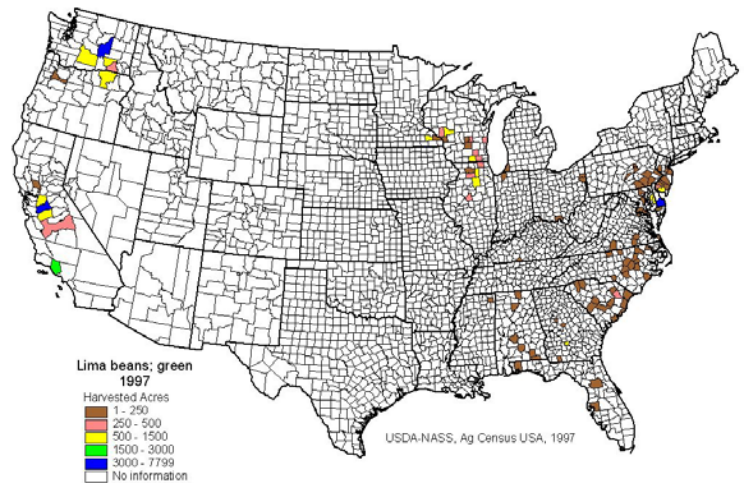 Lima beans; green
1997
Harvested Acres
1 - 250
250 - 500
500 - 1500
1500 - 3000
3000 - 7799
No information
USDA-NASS, Ag Census USA, 1997